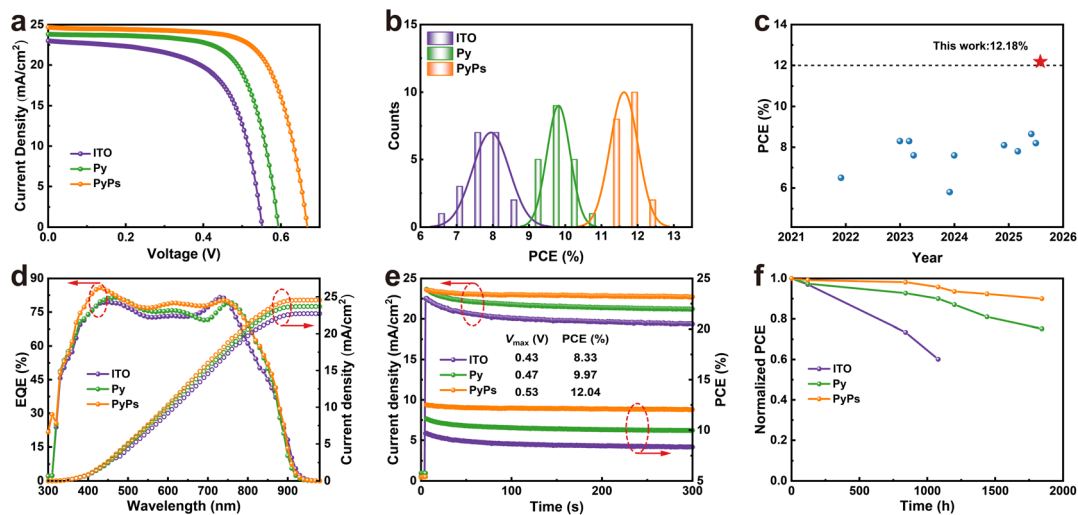 a
25
20
15
10
5
0
Current Density (mA/cm²)
0.0
0.2
0.4
0.6
Voltage (V)
ITO
Py
PyPs
b
15
10
5
0
Counts
6
7
8
9
10
11
12
13
PCE (%)
ITO
Py
PyPs
c
14
12
10
8
6
PCE (%)
This work:12.18%
2021
2022
2023
2024
2025
2026
Year
d
90
75
60
45
30
15
0
EQE (%)
300
400
500
600
700
800
900
Wavelength (nm)
25
20
15
10
5
0
Current density (mA/cm²)
ITO
Py
PyPs
e
25
20
15
10
5
0
Current density (mA/cm²)
0
100
200
300
Time (s)
25
20
15
10
5
PCE (%)
Vmax (V) PCE (%)
ITO 0.43 8.33
Py 0.47 9.97
PyPs 0.53 12.04
f
1.0
0.8
0.6
0.4
0.2
0.0
Normalized PCE
0
500
1000
1500
2000
Time (h)
ITO
Py
PyPs